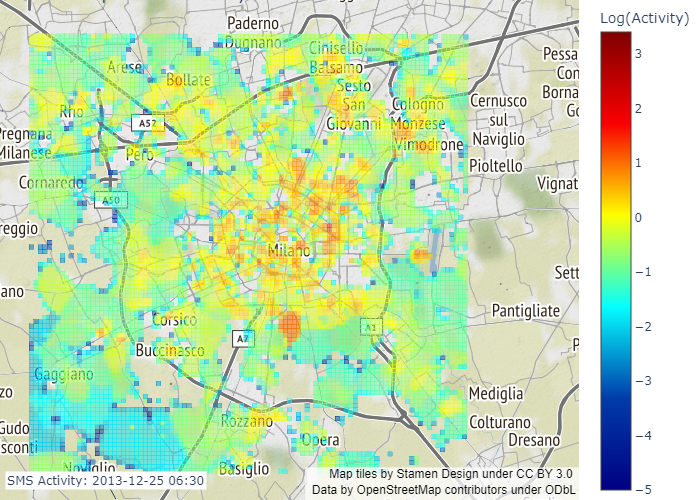 Paderno
Dugnano
Cinisello
Balsamo
Arese
Bollate
Sesto
San
Giovanni
Cologno
Monzese
Vimodrone
Cernusco
sul
Naviglio
Pioltello
Pessa
Con
Borna
Go
Rho
A52
Pero
Pregnana
Milanese
Cornaredo
A50
Vignat
reggio
Milano
Sett
ano
Pantigliate
Corsico
A7
A1
Buccinasco
P
Gaggiano
zo
Mediglia
Rozzano
Colturano
Dresano
Gudo
sconti
Opera
Noviglio
Basiglio
SMS Activity: 2013-12-25 06:30
Map tiles by Stamen Design under CC BY 3.0
Data by OpenStreetMap contributors under ODbL
Log(Activity)
3
2
1
0
−1
−2
−3
−4
−5